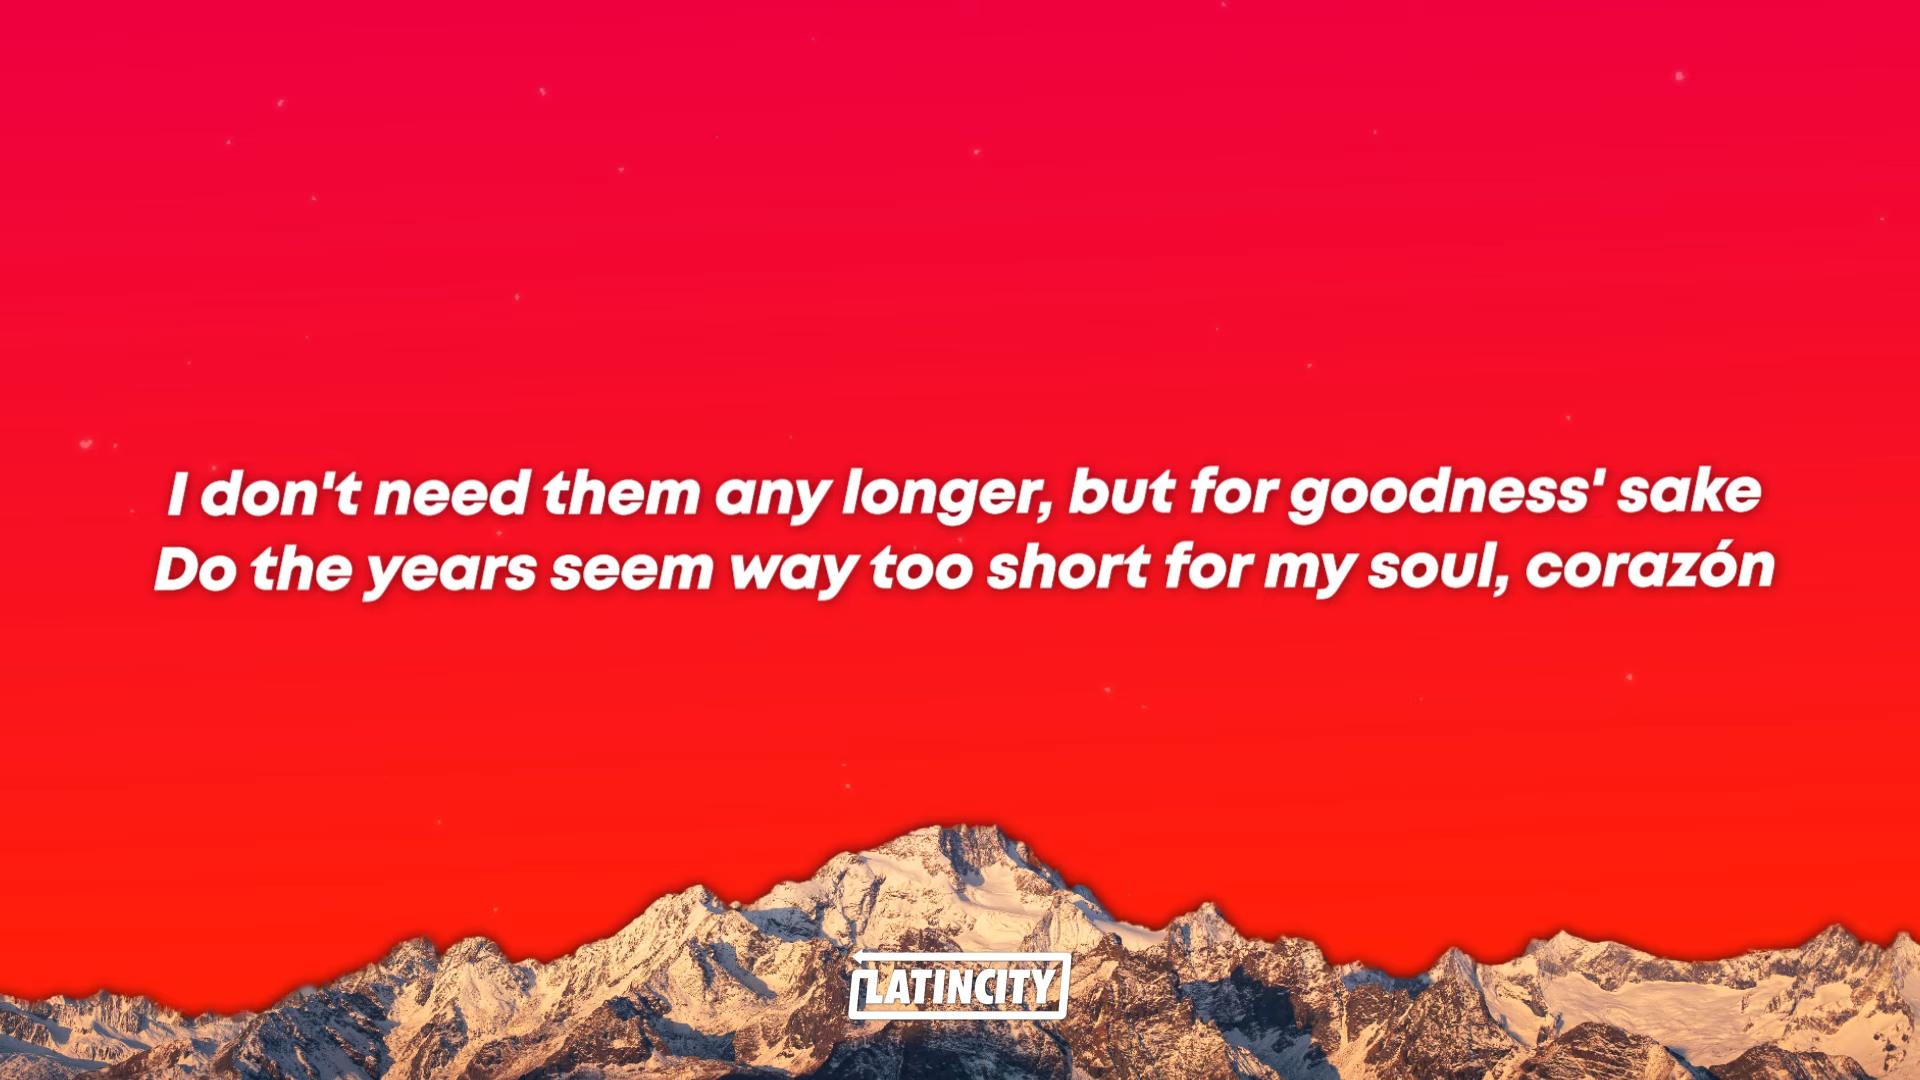 I don't need them any longer, but for goodness' sake
Do the years seem way too short for my soul, corazón
LATINCITY